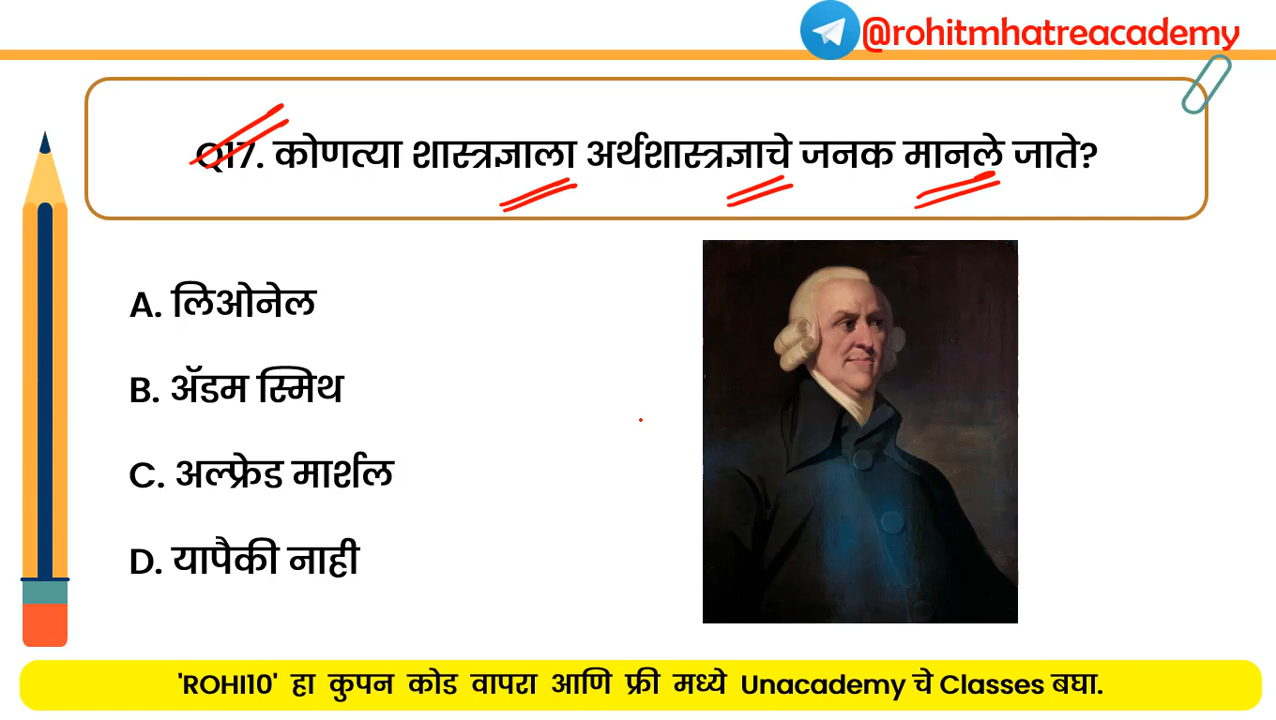 @rohitmhatreacademy
Q17. कोणत्या शास्त्रज्ञाला अर्थशास्त्रज्ञाचे जनक मानले जाते?
A. लिओनेल
B. ॲडम स्मिथ
C. अल्फ्रेड मार्शल
D. यापैकी नाही
'ROHI10' हा कुपन कोड वापरा आणि फ्री मध्ये Unacademy चे Classes बघा.